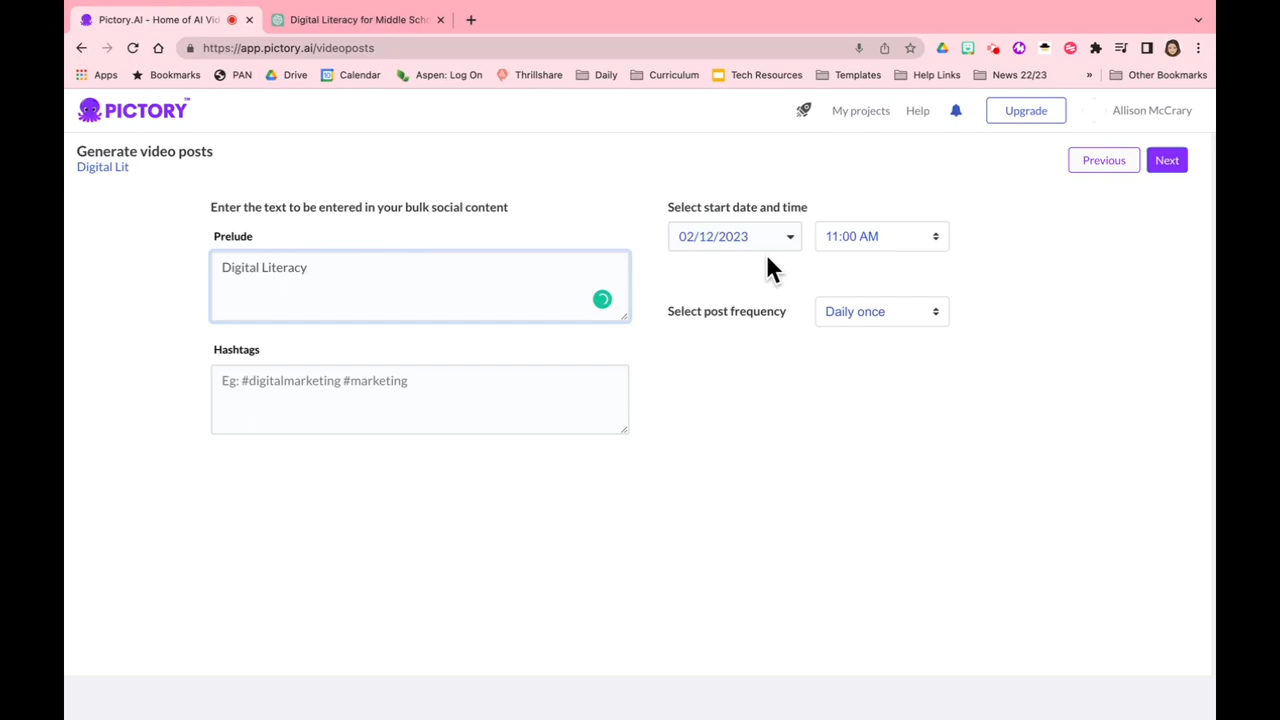 Pictory.AI - Home of AI Vid
Digital Literacy for Middle Scho
https://app.pictory.ai/videoposts
Apps
Bookmarks
PAN
Drive
Calendar
Aspen: Log On
Thrillshare
Daily
Curriculum
Tech Resources
Templates
Help Links
News 22/23
»
Other Bookmarks
PICTORY™
My projects
Help
Upgrade
Allison McCrary
Generate video posts
Digital Lit
Previous
Next
Enter the text to be entered in your bulk social content
Select start date and time
Prelude
02/12/2023
11:00 AM
Digital Literacy
Select post frequency
Daily once
Hashtags
Eg: #digitalmarketing #marketing